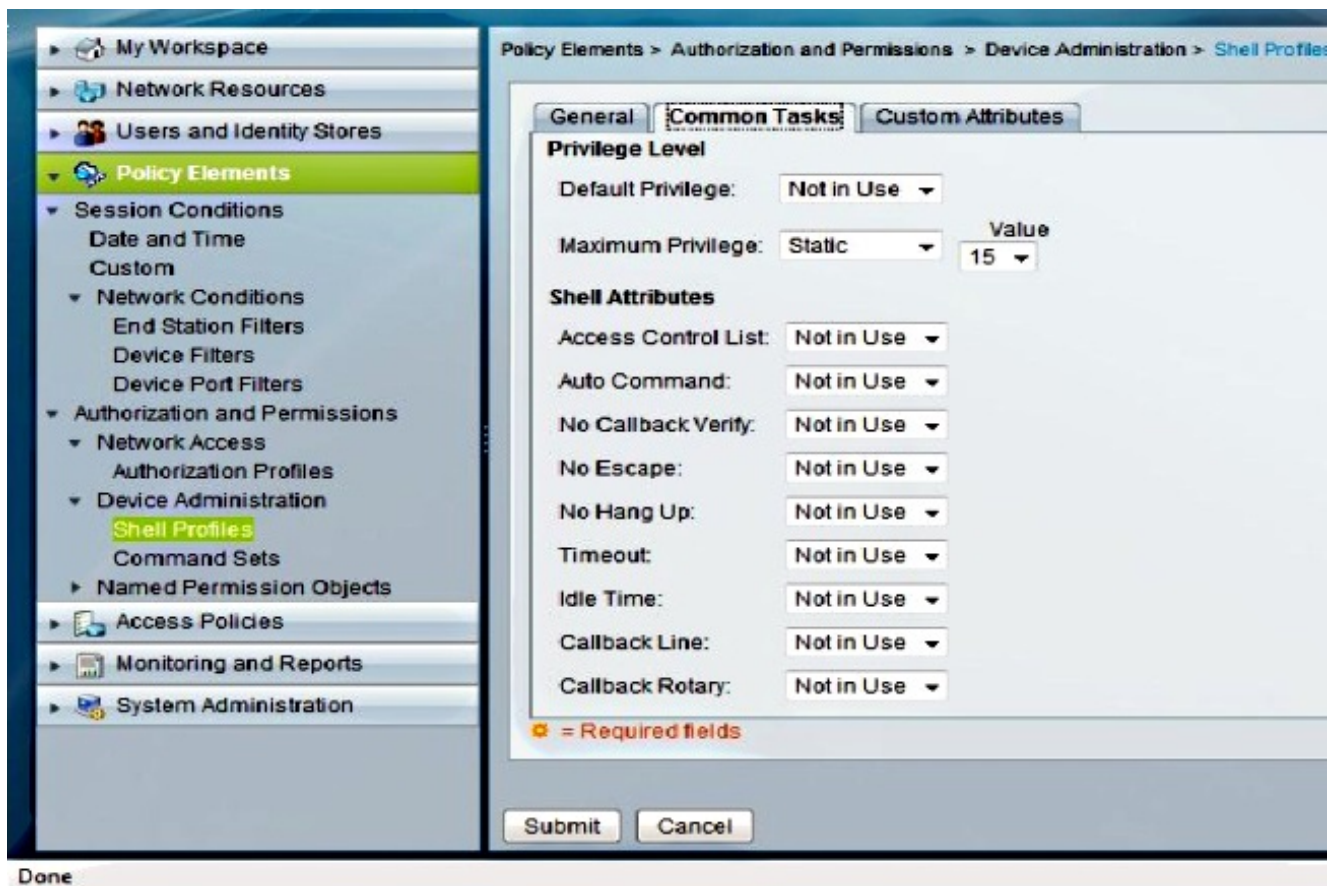 My Workspace
Network Resources
Users and Identity Stores
Policy Elements
Session Conditions
Date and Time
Custom
Network Conditions
End Station Filters
Device Filters
Device Port Filters
Authorization and Permissions
Network Access
Authorization Profiles
Device Administration
Shell Profiles
Command Sets
Named Permission Objects
Access Policies
Monitoring and Reports
System Administration
Policy Elements > Authorization and Permissions > Device Administration > Shell Profiles
General Common Tasks Custom Attributes
Privilege Level
Default Privilege: Not in Use
Value
Maximum Privilege: Static 15
Shell Attributes
Access Control List: Not in Use
Auto Command: Not in Use
No Callback Verify: Not in Use
No Escape: Not in Use
No Hang Up: Not in Use
Timeout: Not in Use
Idle Time: Not in Use
Callback Line: Not in Use
Callback Rotary: Not in Use
= Required fields
Submit Cancel
Done